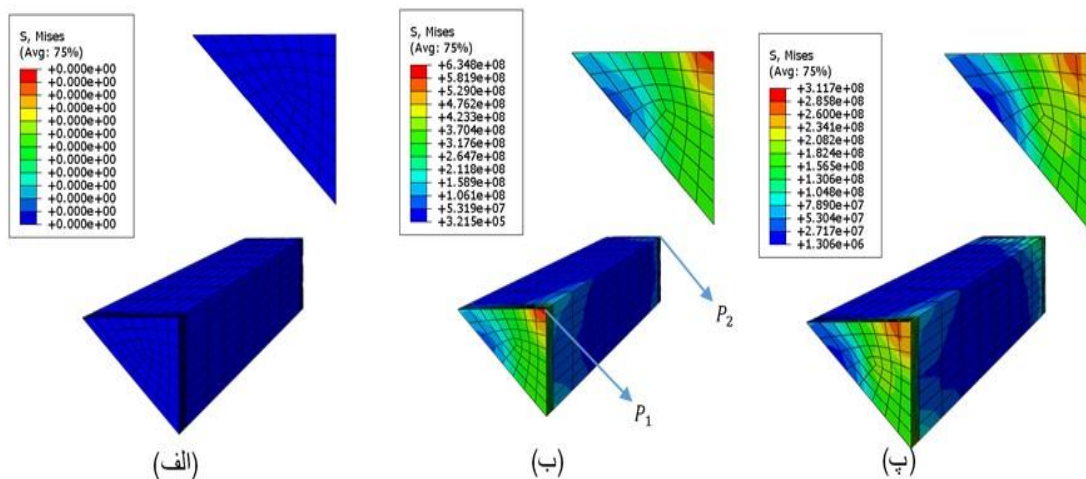 S, Mises
(Avg: 75%)
+0.000e+00
+0.000e+00
+0.000e+00
+0.000e+00
+0.000e+00
+0.000e+00
+0.000e+00
+0.000e+00
+0.000e+00
+0.000e+00
+0.000e+00
+0.000e+00
+0.000e+00
(الف)
S, Mises
(Avg: 75%)
+6.348e+08
+5.819e+08
+5.290e+08
+4.762e+08
+4.233e+08
+3.704e+08
+3.176e+08
+2.647e+08
+2.118e+08
+1.589e+08
+1.061e+08
+5.319e+07
+3.215e+05
P2
P1
(ب)
S, Mises
(Avg: 75%)
+3.117e+08
+2.858e+08
+2.600e+08
+2.341e+08
+2.082e+08
+1.824e+08
+1.565e+08
+1.306e+08
+1.048e+08
+7.890e+07
+5.304e+07
+2.717e+07
+1.306e+06
(پ)